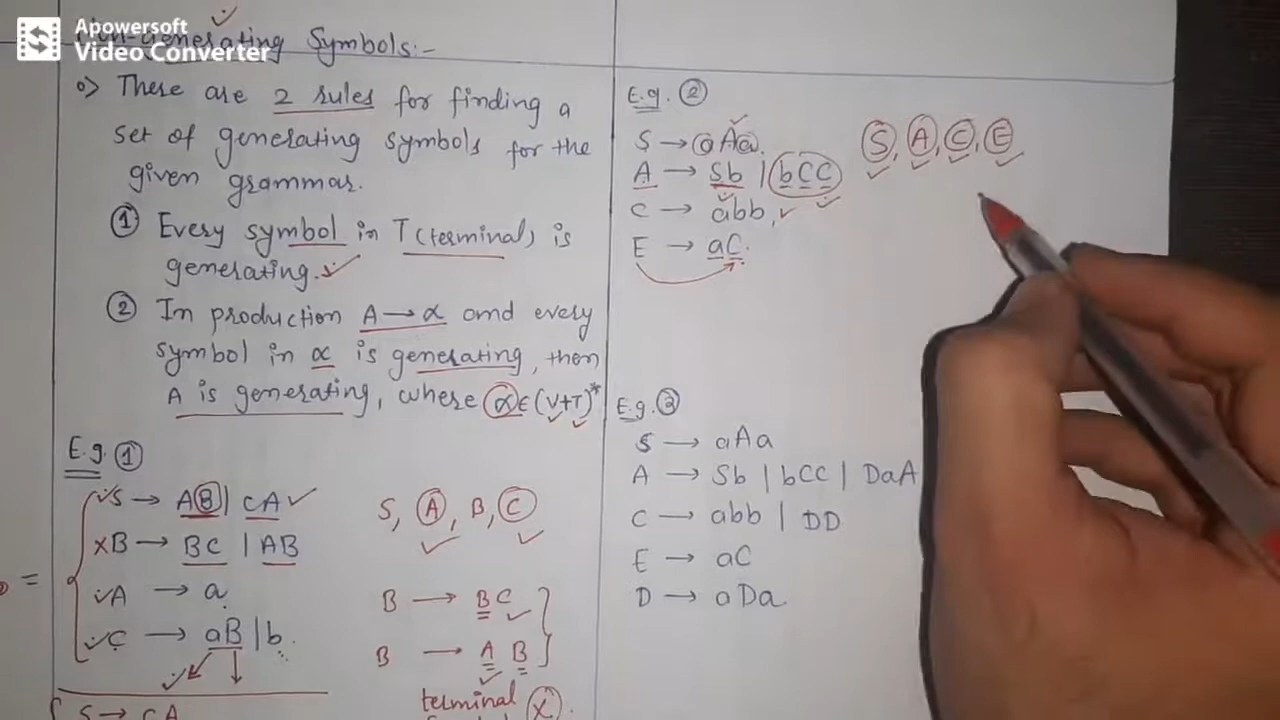 Apowersoft
Video Converter
Non-Generating Symbols:-
o> There are 2 rules for finding a
set of generating symbols for the
given grammar.
① Every symbol in T(terminal) is
generating.
② In production A → α and every
symbol in α is generating, then
A is generating, where α∈(V+T)*
E.g. ①
S → AB | CA
B → BC | AB
A → a
C → aB | b.
S → CA
S, A, B, C
B → BC
B → AB
terminal
E.g. ②
S → aAa.
A → Sb | bCC
C → abb,
E → aC.
S, A, C, E
E.g. ③
S → aAa
A → Sb | bCC | DaA
C → abb | DD
E → aC
D → aDa